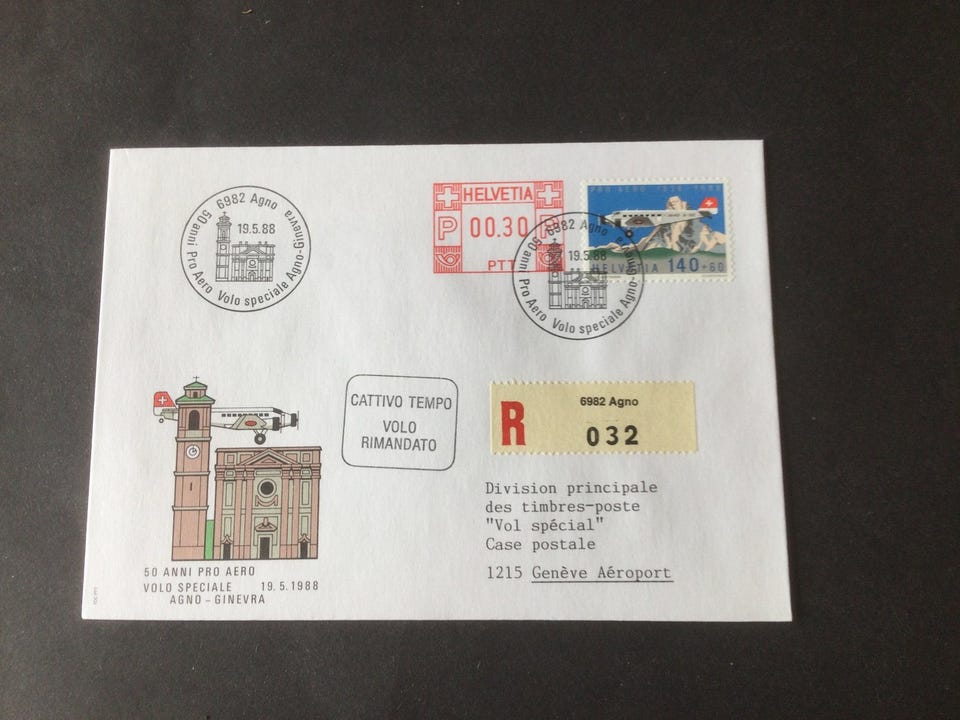 6982 Agno
19.5.88
50 anni Pro Aero Volo speciale Agno-Ginevra
HELVETIA
P 00.30 P
PTT
PRO AERO 1938-1988
HELVETIA 140+60
6982 Agno
19.5.88
50 anni Pro Aero Volo speciale Agno-Ginevra
CATTIVO TEMPO
VOLO
RIMANDATO
R
6982 Agno
032
Division principale
des timbres-poste
"Vol spécial"
Case postale
1215 Genève Aéroport
50 ANNI PRO AERO
VOLO SPECIALE 19.5.1988
AGNO-GINEVRA